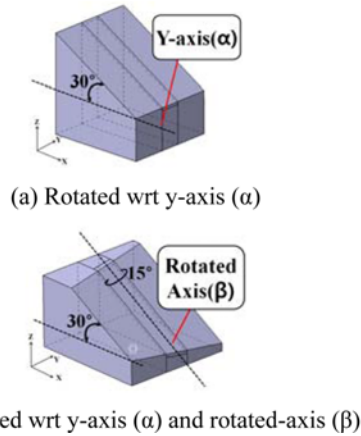 Y-axis(α)
30°
Z
Y
X
(a) Rotated wrt y-axis (α)
15°
Rotated
Axis(β)
30°
Z
Y
X
ed wrt y-axis (α) and rotated-axis (β)